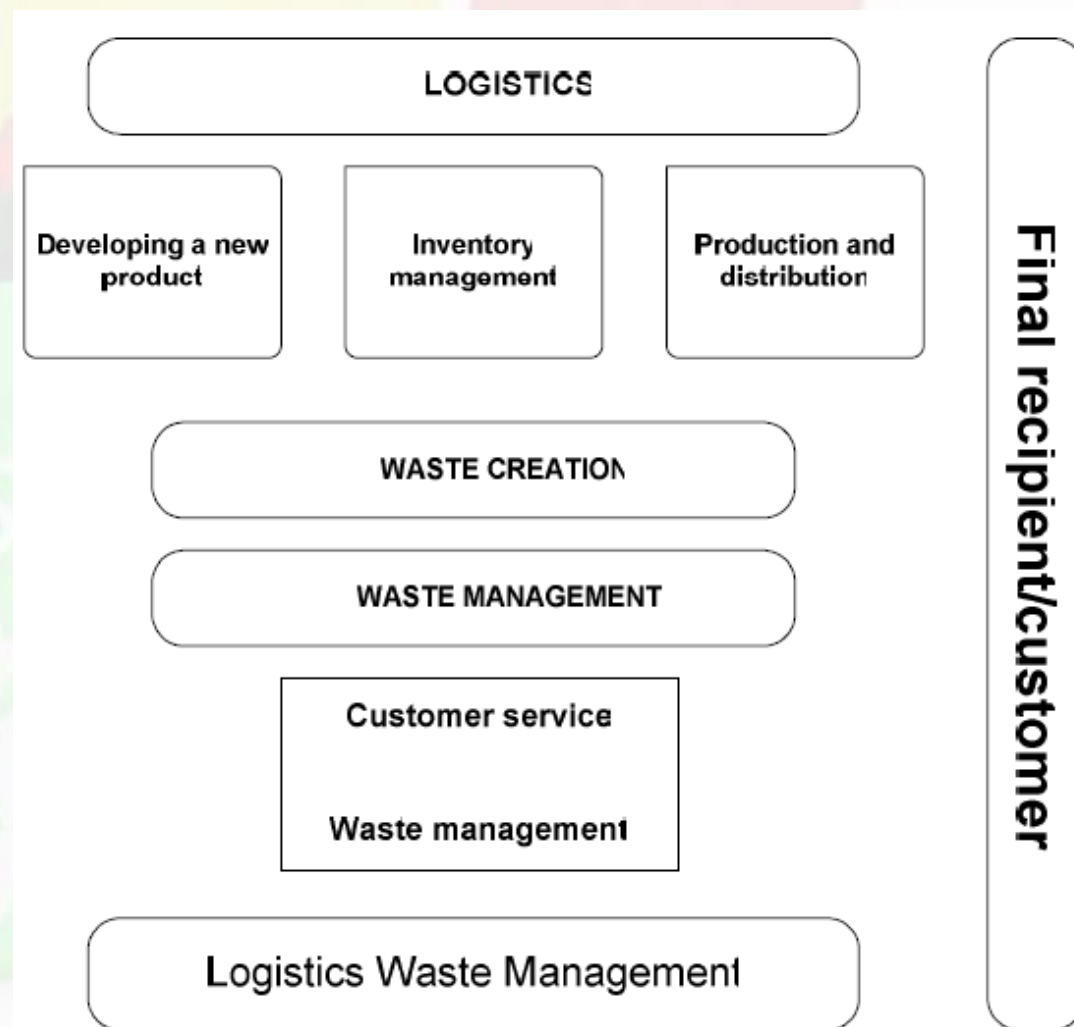 LOGISTICS
Developing a new
product
Inventory
management
Production and
distribution
WASTE CREATION
WASTE MANAGEMENT
Customer service
Waste management
Logistics Waste Management
Final recipient/customer